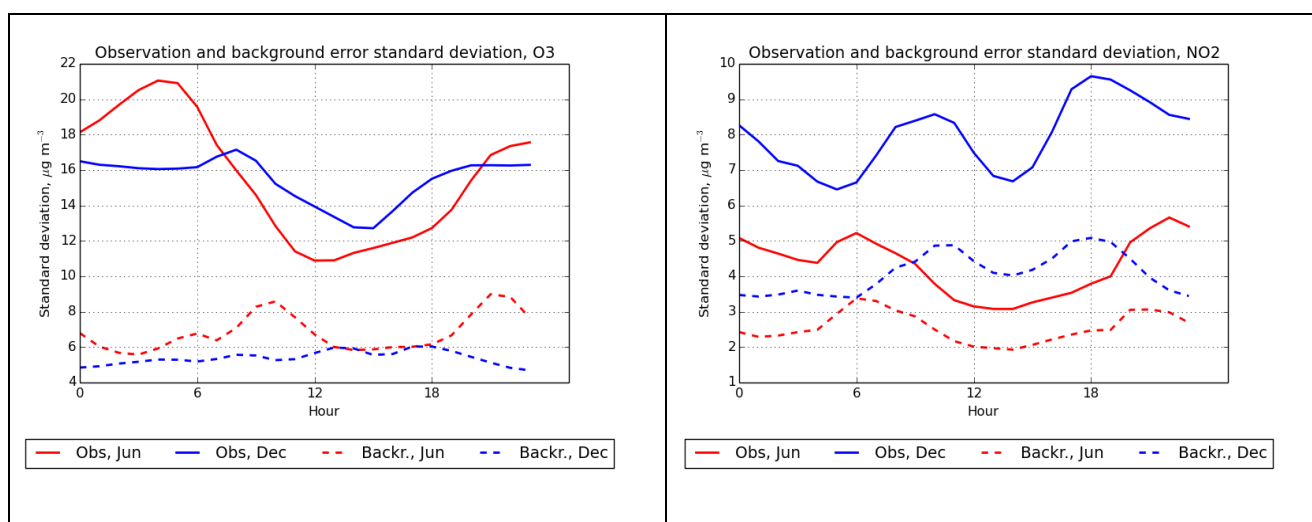 Observation and background error standard deviation, O3
22
20
18
16
14
12
10
8
6
4
Standard deviation, μg m⁻³
0 6 12 18
Hour
Obs, Jun Obs, Dec Backr., Jun Backr., Dec
Observation and background error standard deviation, NO2
10
9
8
7
6
5
4
3
2
1
Standard deviation, μg m⁻³
0 6 12 18
Hour
Obs, Jun Obs, Dec Backr., Jun Backr., Dec